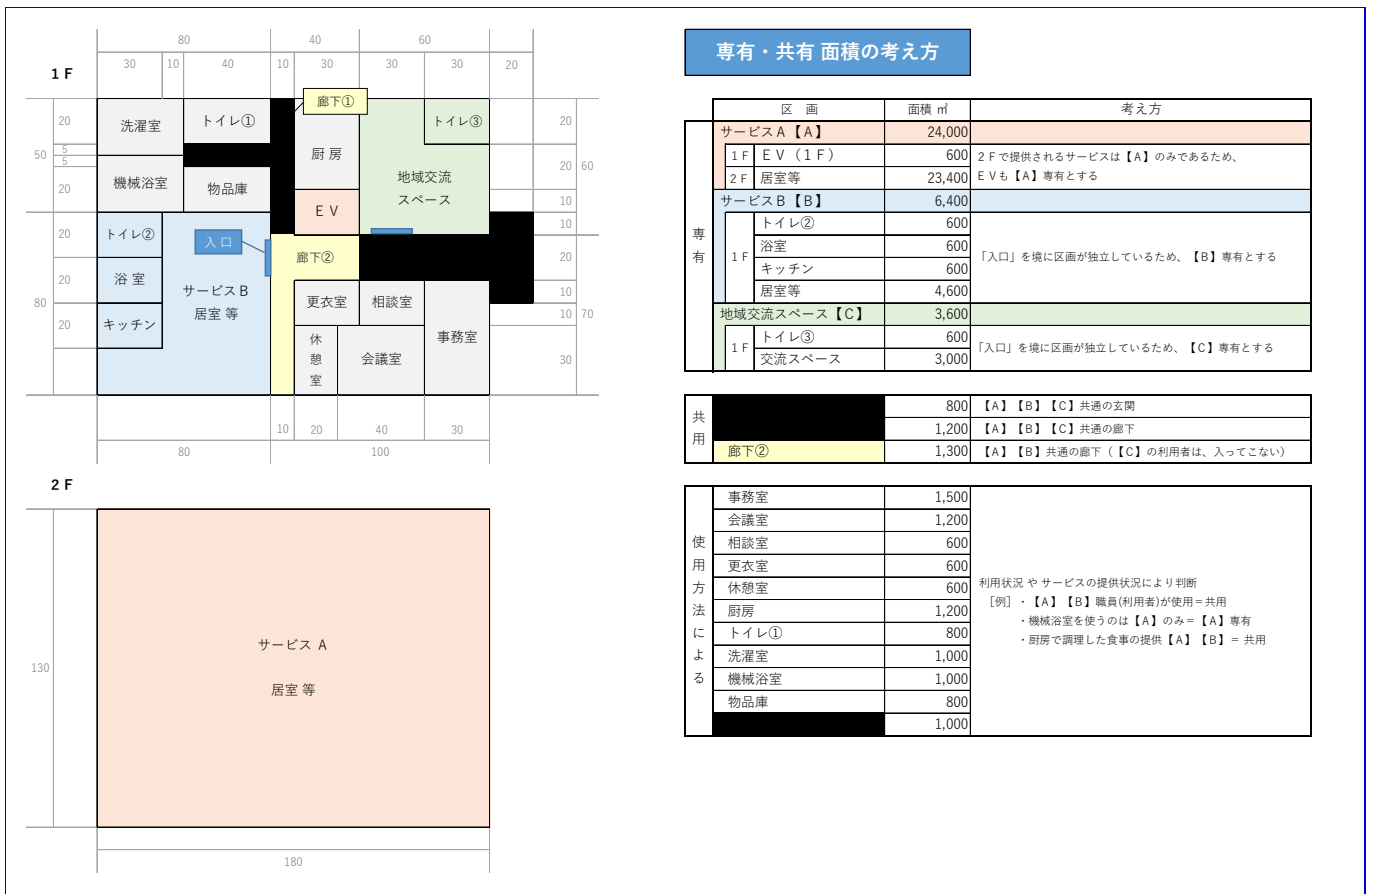 専有・共有 面積の考え方
1F
80
40
60
30
10
40
10
30
30
30
20
廊下①
洗濯室
トイレ①
トイレ③
厨 房
地域交流
スペース
機械浴室
物品庫
EV
20
5
5
50
20
20
20
80
20
20
20
60
10
10
20
10
10
70
30
トイレ②
入口
廊下②
浴 室
サービスB
居室 等
キッチン
更衣室
相談室
事務室
休
憩
室
会議室
10
20
40
30
80
100
2F
サービス A
居室 等
130
180
区 画
面積 ㎡
考え方
専
有
サービスA【A】
24,000
1F
EV(1F)
600
2Fで提供されるサービスは【A】のみであるため、
EVも【A】専有とする
2F
居室等
23,400
サービスB【B】
6,400
1F
トイレ②
600
浴室
600
キッチン
600
居室等
4,600
「入口」を境に区画が独立しているため、【B】専有とする
地域交流スペース【C】
3,600
1F
トイレ③
600
交流スペース
3,000
「入口」を境に区画が独立しているため、【C】専有とする
共
用
800
【A】【B】【C】共通の玄関
1,200
【A】【B】【C】共通の廊下
廊下②
1,300
【A】【B】共通の廊下(【C】の利用者は、入ってこない)
使
用
方
法
に
よ
る
事務室
1,500
会議室
1,200
相談室
600
更衣室
600
休憩室
600
厨房
1,200
トイレ①
800
洗濯室
1,000
機械浴室
1,000
物品庫
800
1,000
利用状況 や サービスの提供状況により判断
[例]・【A】【B】職員(利用者)が使用=共用
・機械浴室を使うのは【A】のみ=【A】専有
・厨房で調理した食事の提供【A】【B】= 共用